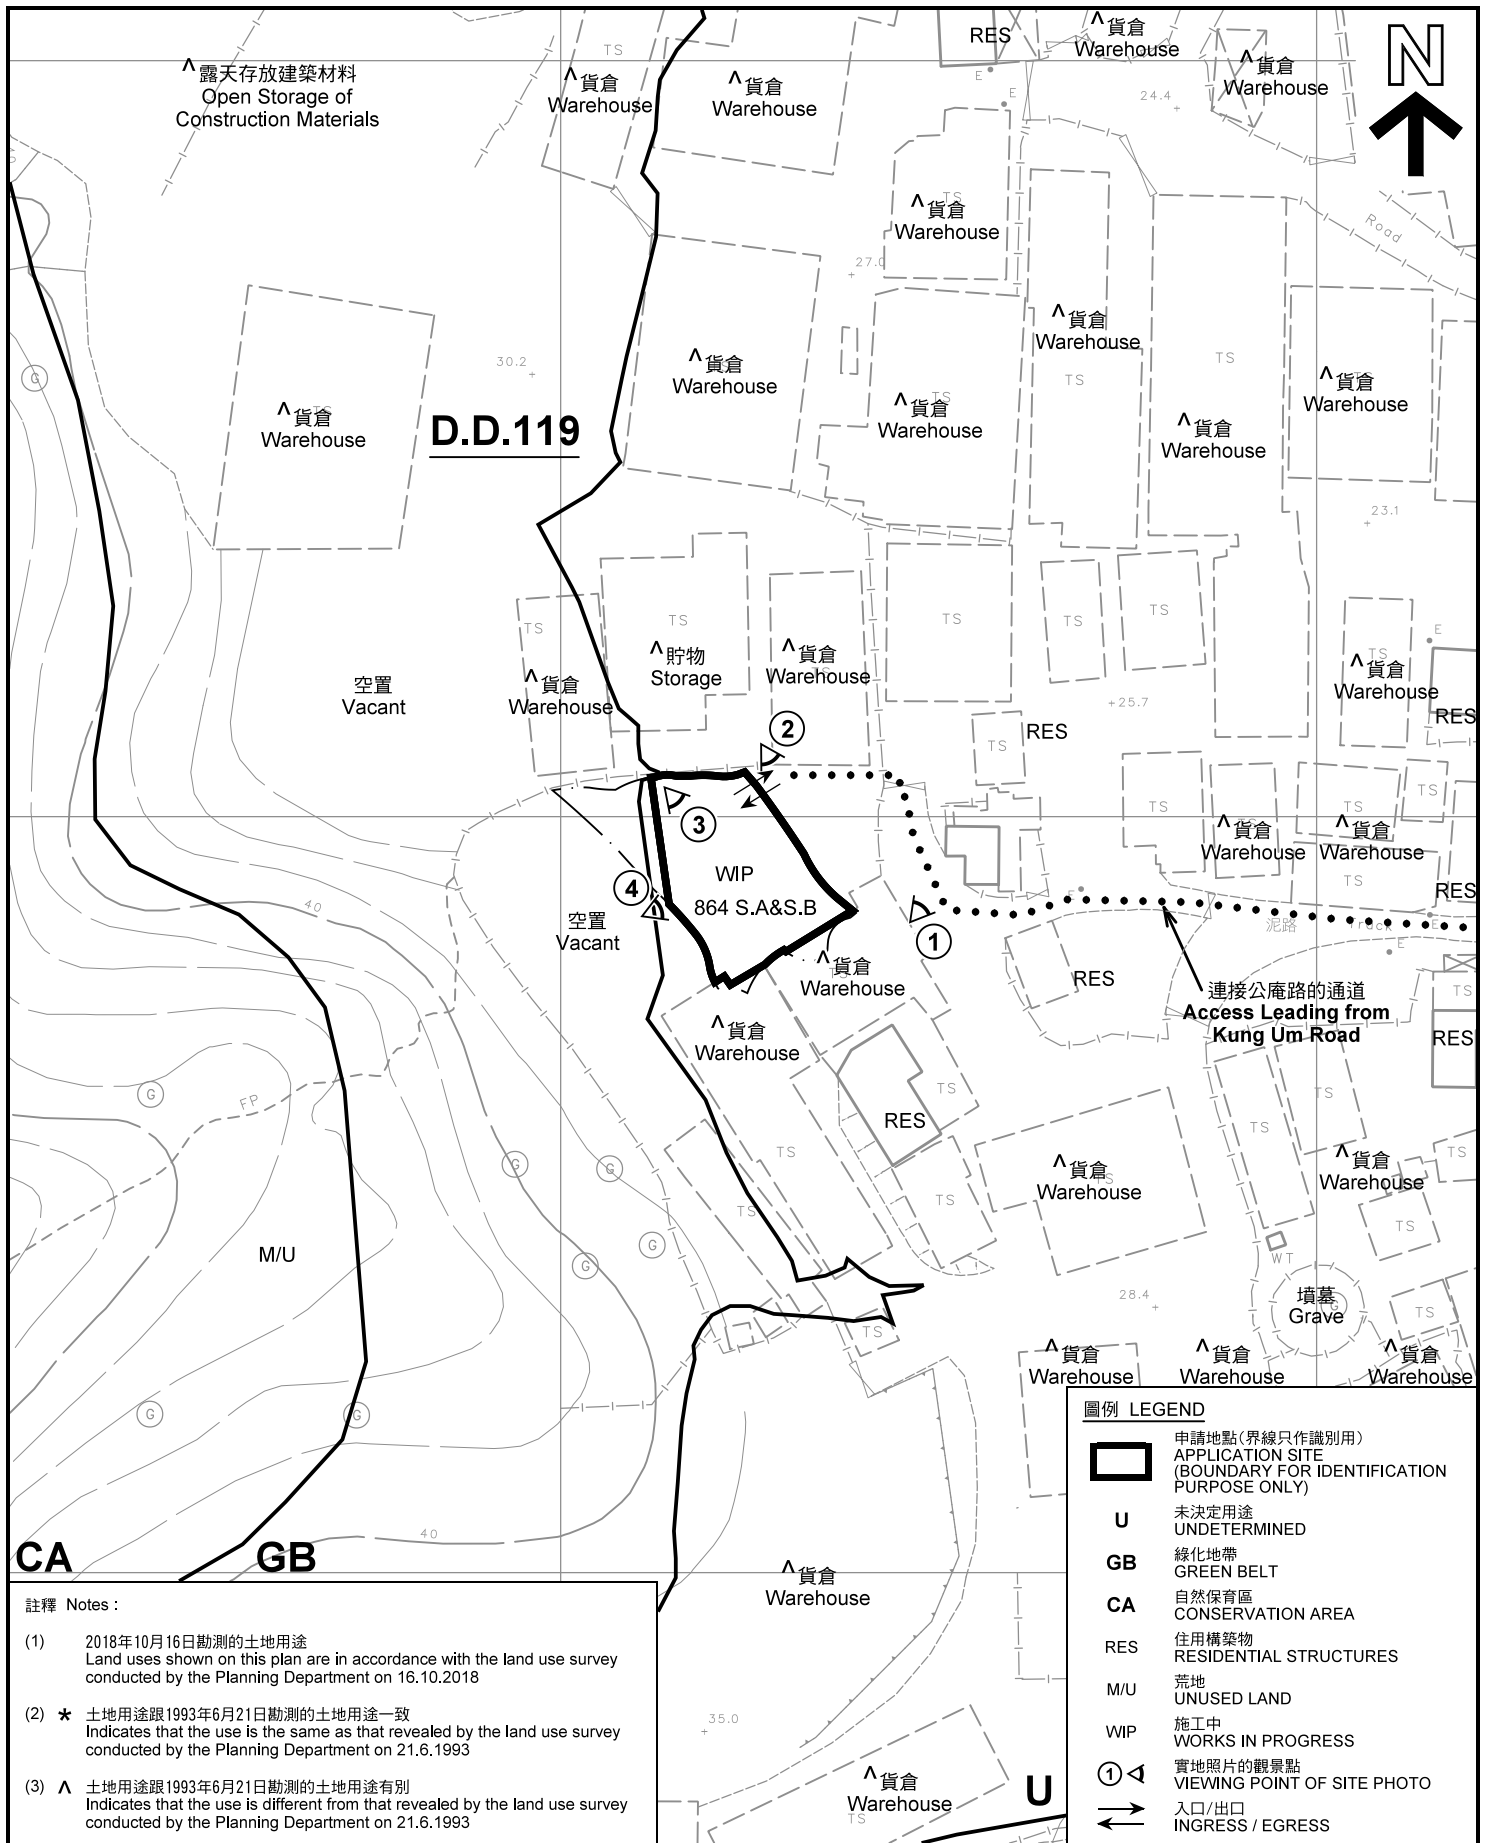 RES
^ 貨倉
Warehouse
N
^ 露天存放建築材料
Open Storage of
Construction Materials
TS
^ 貨倉
Warehouse
^ 貨倉
Warehouse
^ 貨倉
Warehouse
E
E
24.4
TS
^ 貨倉
Warehouse
Road
27.0
^ 貨倉
Warehouse
^ 貨倉
Warehouse
30.2
TS
TS
^ 貨倉
Warehouse
TS
^ 貨倉
Warehouse
TS
^ 貨倉
Warehouse
^ 貨倉
Warehouse
D.D.119
G
23.1
TS
TS
TS
TS
TS
TS
E
^ 貯物
Storage
^ 貨倉
Warehouse
TS
^ 貨倉
Warehouse
空置
Vacant
^ 貨倉
Warehouse
25.7
RES
RES
TS
2
3
TS
TS
TS
^ 貨倉
Warehouse
^ 貨倉
Warehouse
TS
WIP
864 S.A&S.B
4
空置
Vacant
40
1
E
RES
泥路
Track
E
E
^ 貨倉
Warehouse
RES
TS
連接公庵路的通道
Access Leading from
Kung Um Road
^ 貨倉
Warehouse
RES
G
FP
TS
TS
RES
TS
TS
G
G
^ 貨倉
Warehouse
^ 貨倉
Warehouse
TS
TS
TS
TS
G
G
M/U
WT
28.4
墳墓
Grave
G
TS
TS
^ 貨倉
Warehouse
^ 貨倉
Warehouse
^ 貨倉
Warehouse
G
G
40
CA
GB
^ 貨倉
Warehouse
35.0
^ 貨倉
Warehouse
TS
U
圖例 LEGEND
申請地點(界線只作識別用)
APPLICATION SITE
(BOUNDARY FOR IDENTIFICATION
PURPOSE ONLY)
U 未決定用途
UNDETERMINED
GB 綠化地帶
GREEN BELT
CA 自然保育區
CONSERVATION AREA
RES 住用構築物
RESIDENTIAL STRUCTURES
M/U 荒地
UNUSED LAND
WIP 施工中
WORKS IN PROGRESS
1 實地照片的觀景點
VIEWING POINT OF SITE PHOTO
入口/出口
INGRESS / EGRESS
註釋 Notes :
(1) 2018年10月16日勘測的土地用途
Land uses shown on this plan are in accordance with the land use survey
conducted by the Planning Department on 16.10.2018
(2) * 土地用途跟1993年6月21日勘測的土地用途一致
Indicates that the use is the same as that revealed by the land use survey
conducted by the Planning Department on 21.6.1993
(3) ^ 土地用途跟1993年6月21日勘測的土地用途有別
Indicates that the use is different from that revealed by the land use survey
conducted by the Planning Department on 21.6.1993